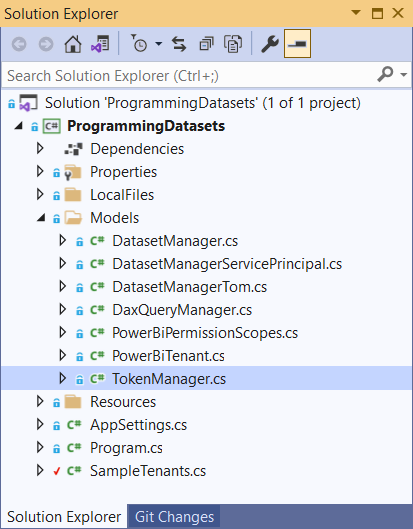 Solution Explorer
Search Solution Explorer (Ctrl+;)
Solution 'ProgrammingDatasets' (1 of 1 project)
C# ProgrammingDatasets
Dependencies
Properties
LocalFiles
Models
C# DatasetManager.cs
C# DatasetManagerServicePrincipal.cs
C# DatasetManagerTom.cs
C# DaxQueryManager.cs
C# PowerBiPermissionScopes.cs
C# PowerBiTenant.cs
C# TokenManager.cs
Resources
C# AppSettings.cs
C# Program.cs
C# SampleTenants.cs
Solution Explorer Git Changes